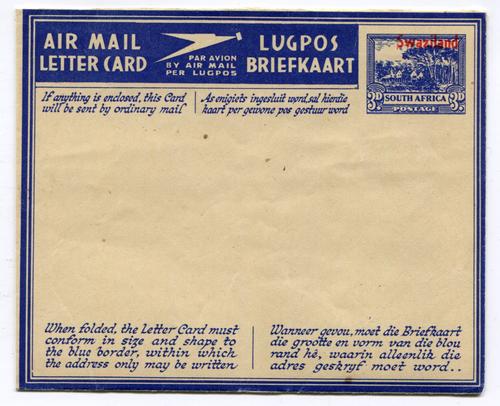 AIR MAIL
LETTER CARD
PAR AVION
BY AIR MAIL
PER LUGPOS
LUGPOS
BRIEFKAART
Swaziland
3D SOUTH AFRICA 3D
POSTAGE
If anything is enclosed, this Card
will be sent by ordinary mail
As enigiets ingesluit word, sal hierdie
kaart per gewone pos gestuur word
When folded, the letter Card must
conform in size and shape to
the blue border, within which
the address only may be written
Wanneer gevou, moet die Briefkaart
die grootte en vorm van die blou
rand hê, waarin alleenlik die
adres geskryf moet word..